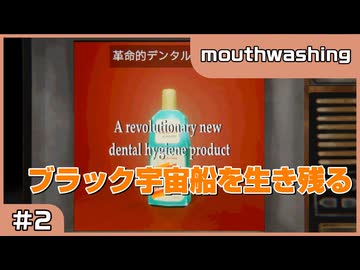 mouthwashing
革命的デンタル
A revolutionary new
dental hygiene product
ブラック宇宙船を生き残る
#2